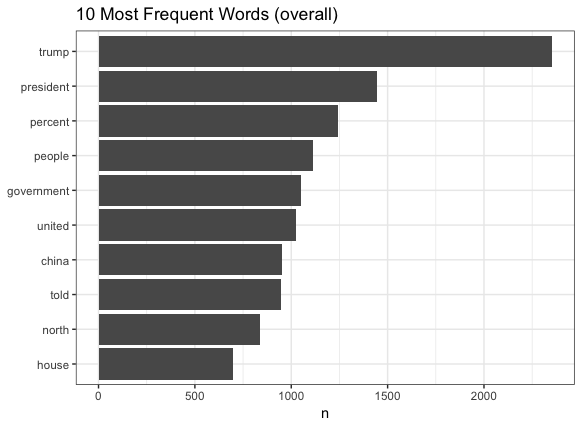 10 Most Frequent Words (overall)
trump
president
percent
people
government
united
china
told
north
house
0 500 1000 1500 2000
n